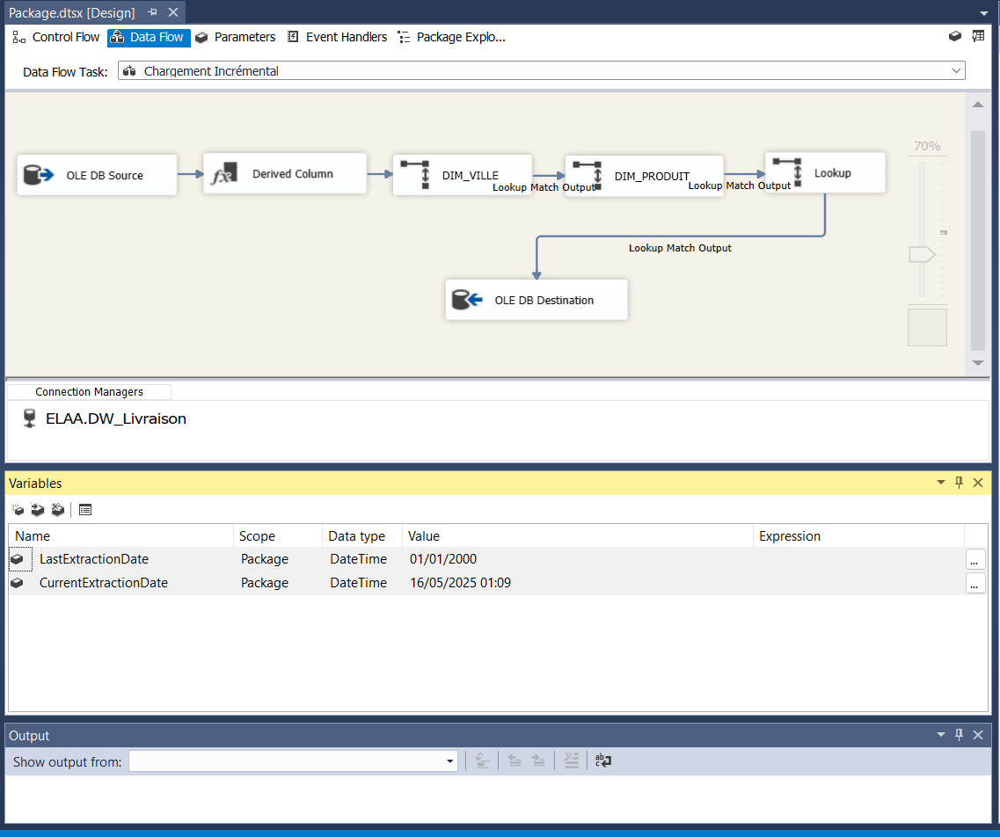 Package.dtsx [Design]
Control Flow Data Flow Parameters Event Handlers Package Explo...
Data Flow Task: Chargement Incrémental
70%
OLE DB Source Derived Column DIM_VILLE DIM_PRODUIT Lookup
Lookup Match Output Lookup Match Output
Lookup Match Output
OLE DB Destination
Connection Managers
ELAA.DW_Livraison
Variables
Name Scope Data type Value Expression
LastExtractionDate Package DateTime 01/01/2000 ...
CurrentExtractionDate Package DateTime 16/05/2025 01:09 ...
Output
Show output from: